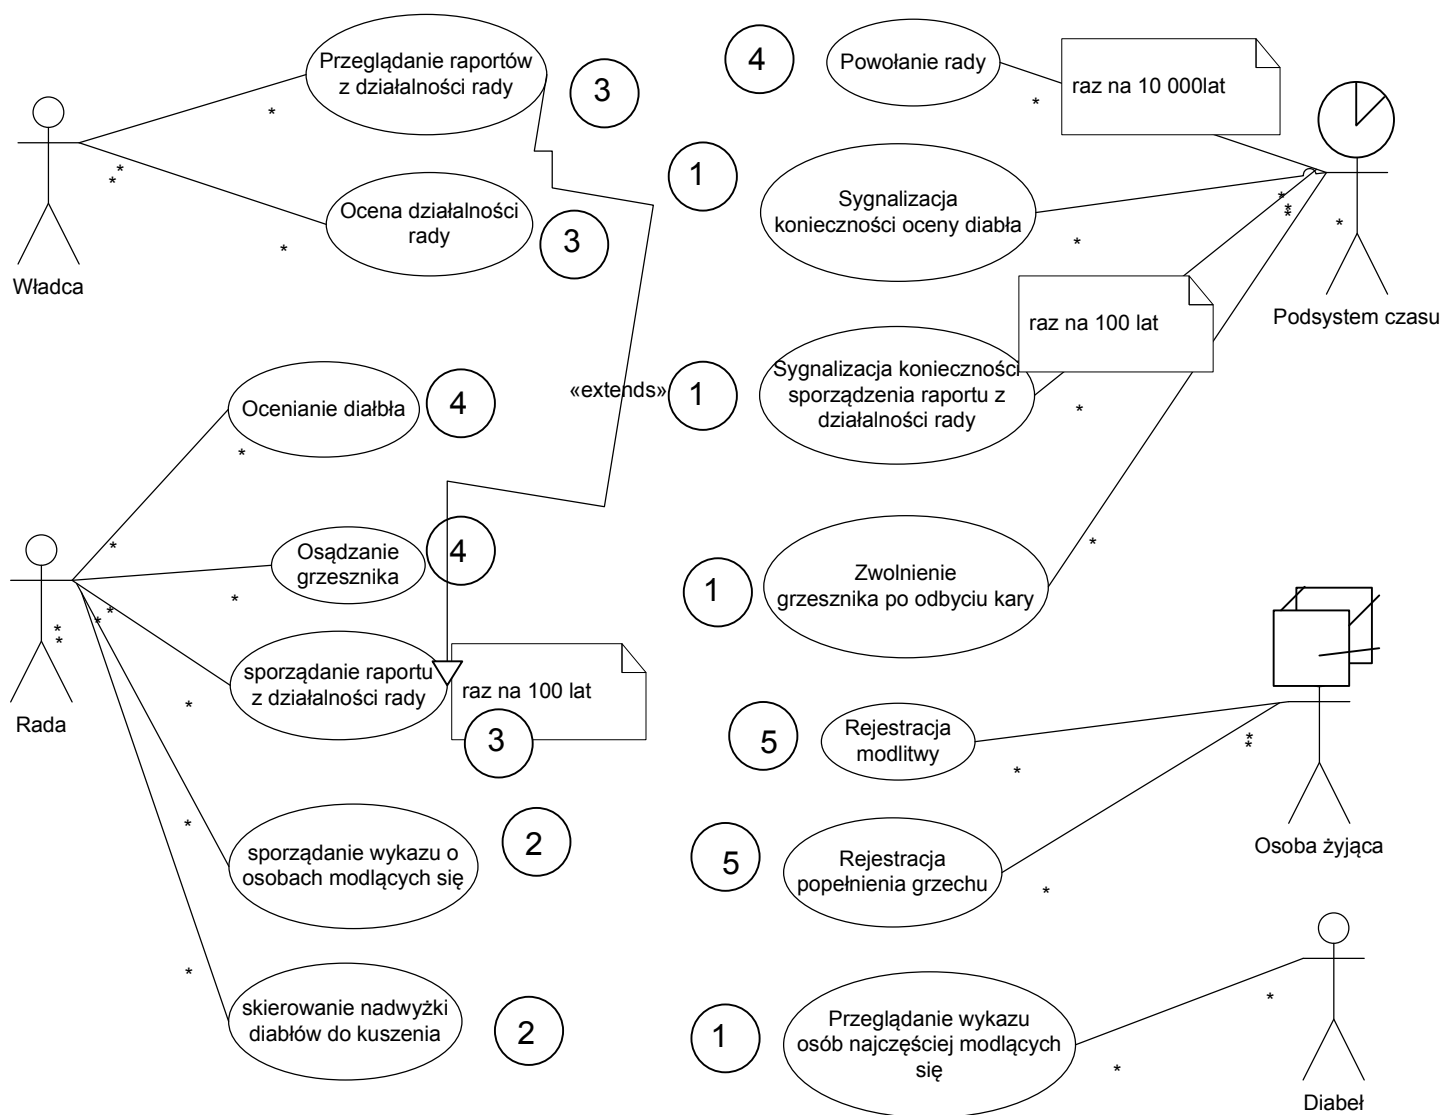 Przeglądanie raportów
z działalności rady
3
*
*
*
Ocena działalności
rady
3
*
Władca
4
Powołanie rady
*
raz na 10 000lat
1
Sygnalizacja
konieczności oceny diabła
*
*
*
*
*
Podsystem czasu
raz na 100 lat
«extends»
1
Sygnalizacja konieczności
sporządzenia raportu z
działalności rady
*
Ocenianie diałbła
4
*
Osądzanie
grzesznika
4
*
*
*
*
*
*
Rada
sporządanie raportu
z działalności rady
raz na 100 lat
3
*
1
Zwolnienie
grzesznika po odbyciu kary
*
5
Rejestracja
modlitwy
*
*
*
Osoba żyjąca
sporządanie wykazu o
osobach modlących się
2
*
5
Rejestracja
popełnienia grzechu
*
skierowanie nadwyżki
diabłów do kuszenia
2
*
1
Przeglądanie wykazu
osób najczęściej modlących
się
*
*
Diabeł